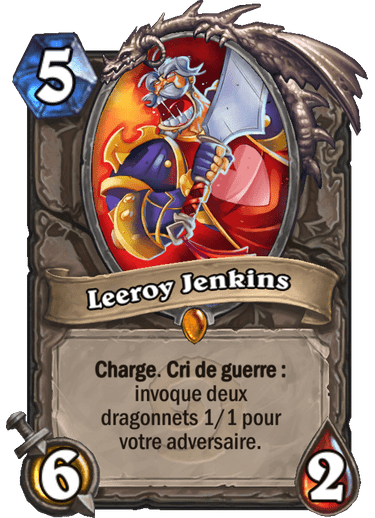 5
Leeroy Jenkins
Charge. Cri de guerre :
invoque deux
dragonnets 1/1 pour
votre adversaire.
6
2